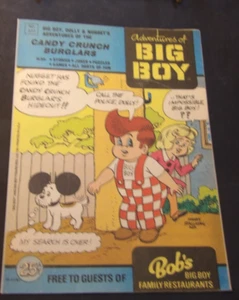 BIG BOY, DOLLY & NUGGET'S
ADVENTURES OF THE
CANDY CRUNCH
BURGLARS
Adventures of
BIG
BOY
NUGGET HAS
FOUND THE
CANDY CRUNCH
BURGLARS
HIDEOUT!!
CALL THE
POLICE, DOLLY!
THAT'S
IMPOSSIBLE,
BIG BOY!
??
MY SEARCH IS OVER!
25¢
FREE TO GUESTS OF
Bob's
BIG BOY
FAMILY RESTAURANTS